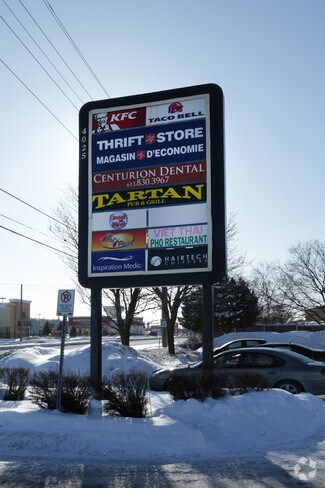 4025
KFC
TACO BELL
THRIFT STORE
MAGASIN D'ECONOMIE
CENTURION DENTAL
613.830.3967
TARTAN
PUB & GRILL
VIET THAI
PHO RESTAURANT
Inspiration Medic
HAIRTECH
P